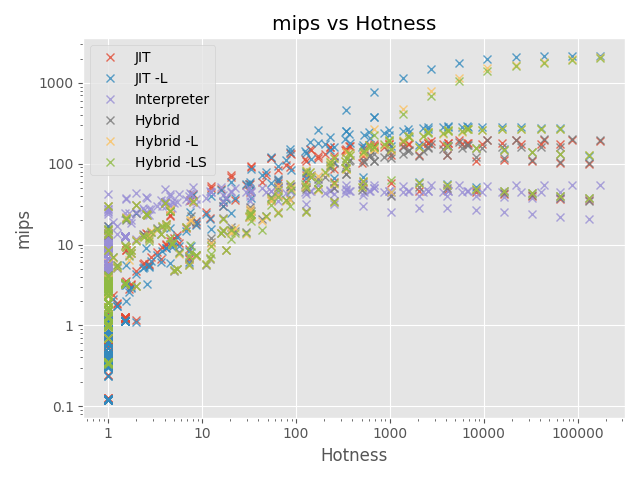 mips vs Hotness
JIT
JIT -L
Interpreter
Hybrid
Hybrid -L
Hybrid -LS
1000
100
10
1
0.1
mips
1 10 100 1000 10000 100000
Hotness